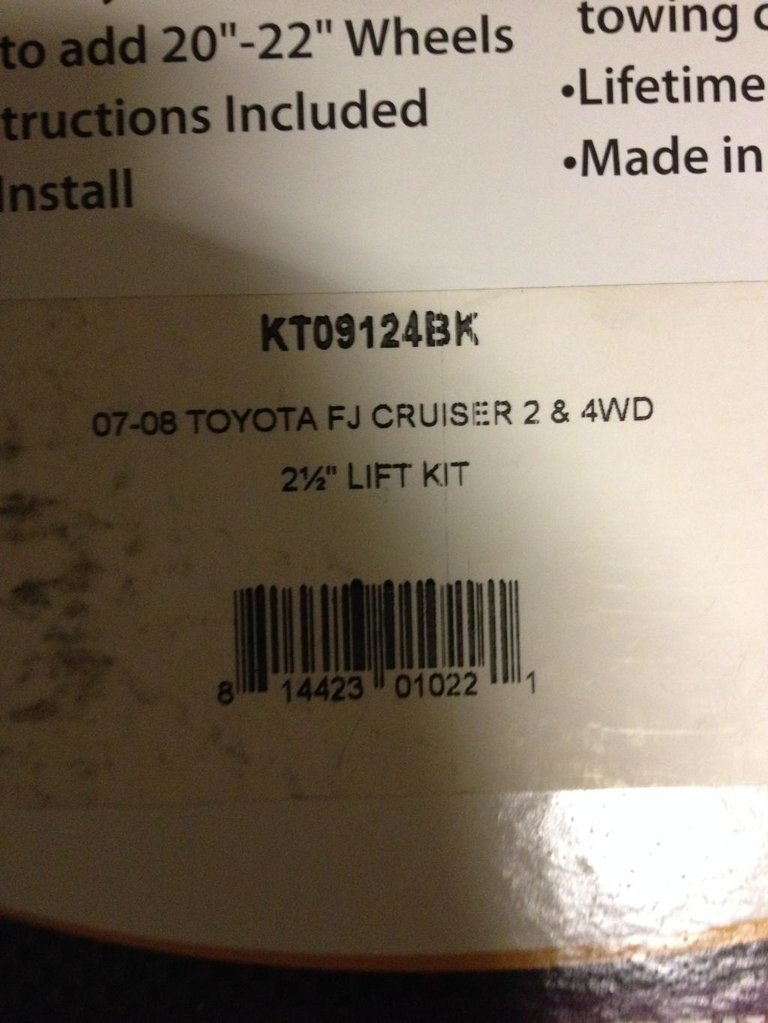 to add 20"-22" Wheels
tructions Included
Install
towing
•Lifetime
•Made in
KT09124BK
07-08 TOYOTA FJ CRUISER 2 & 4WD
2½" LIFT KIT
8 14423 01022 1